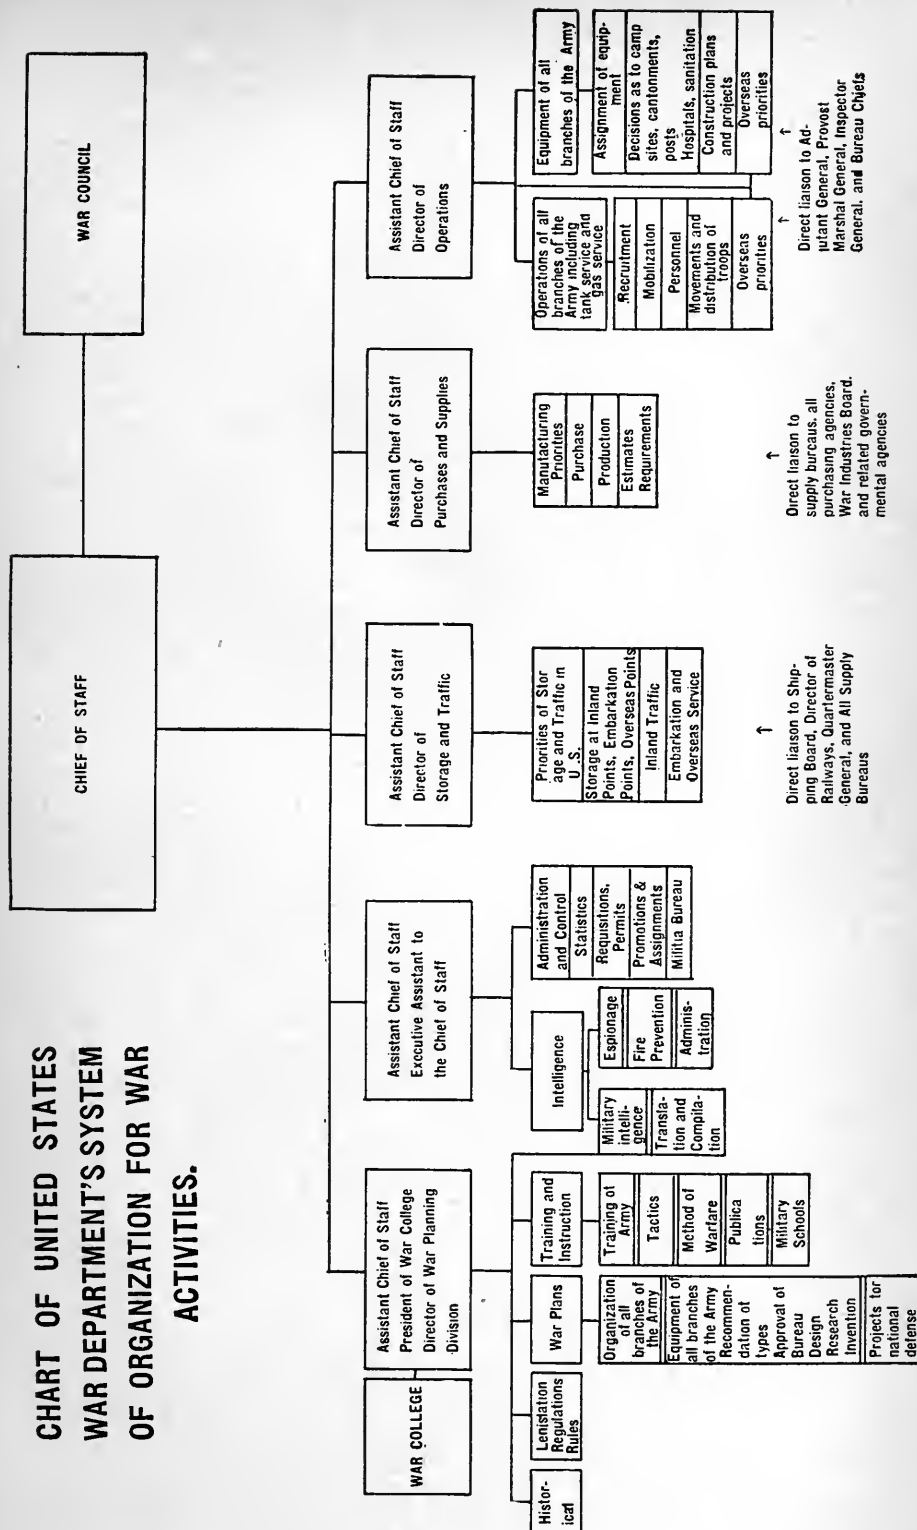 CHART OF UNITED STATES
WAR DEPARTMENT'S SYSTEM
OF ORGANIZATION FOR WAR
ACTIVITIES.
CHIEF OF STAFF
WAR COUNCIL
WAR COLLEGE
Assistant Chief of Staff
President of War College
Director of War Planning
Division
Assistant Chief of Staff
Executive Assistant to
the Chief of Staff
Assistant Chief of Staff
Director of
Storage and Traffic
Assistant Chief of Staff
Director of
Purchases and Supplies
Assistant Chief of Staff
Director of
Operations
Histor-
ical
Lenislation
Regulations
Rules
War Plans
Organization
of all
branches of
the Army
Equipment of
all branches
of the Army
Recommen-
dation of
types
Approval of
Bureau
Design
Research
Invention
Projects for
national
defense
Training and
Instruction
Training of
Army
Tactics
Method of
Warfare
Publica
tions
Military
Schools
Military
intelli-
gence
Transla-
tion and
Compila-
tion
Intelligence
Espionage
Fire
Prevention
Adminis-
tration
Administration
and Control
Statistics
Requisitions,
Permits
Promotions &
Assignments
Militia Bureau
Priorities of Stor
age and Traffic in
U.S.
Storage at Inland
Points, Embarkation
Points, Overseas Points
Inland Traffic
Embarkation and
Overseas Service
↑
Direct liaison to Ship-
ping Board, Director of
Railways, Quartermaster
General, and All Supply
Bureaus
Manufacturing
Priorities
Purchase
Production
Estimates
Requirements
↑
Direct liaison to
supply burcaus. all
purchasing agencies,
War Industries Board.
and related govern-
mental agencies
Operations of all
branches of the
Army including
tank service and
gas service
Recruitment
Mobilization
Personnel
Movements and
distribution of
troops
Overseas
priorities
↑
Equipment of all
branches of the Army
Assignment of equip-
ment
Decisions as to camp
sites, cantonments,
posts
Hospitals, sanitation
Construction plans
and projects
Overseas
priorities
↑
Direct liaison to Ad-
jutant General, Provost
Marshal General, Inspector
General, and Bureau Chiefs